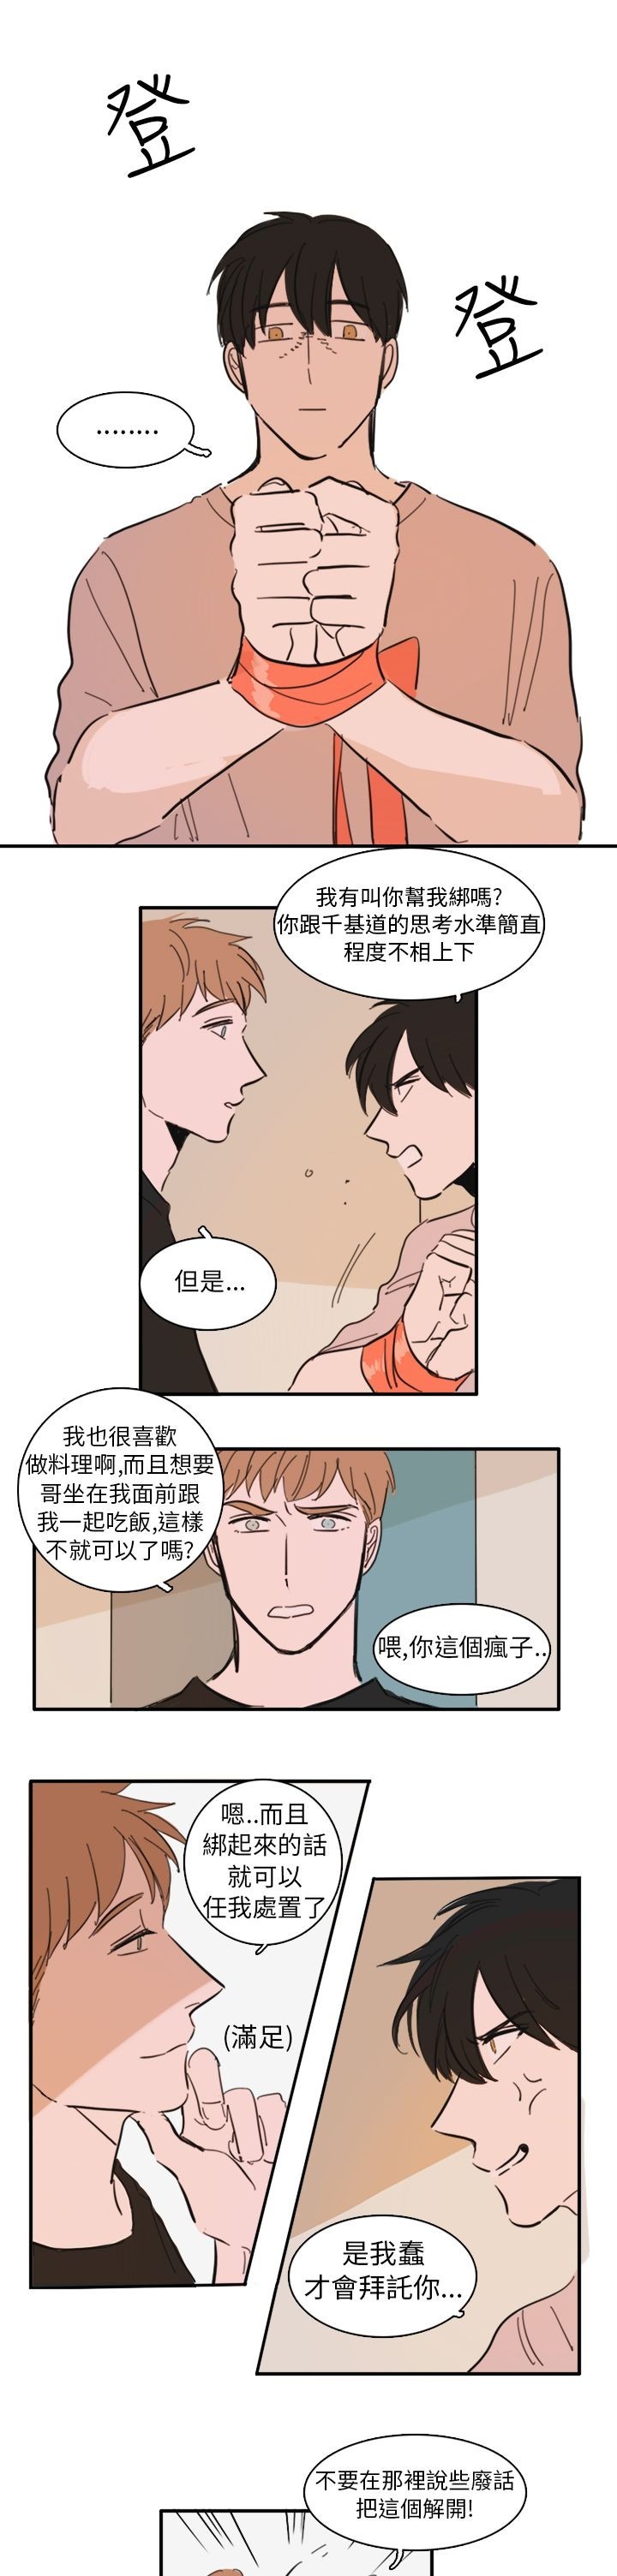 登
登
‥‥‥‥
我有叫你幫我綁嗎?
你跟千基道的思考水準簡直
程度不相上下
但是...
我也很喜歡
做料理啊,而且想要
哥坐在我面前跟
我一起吃飯,這樣
不就可以了嗎?
喂,你這個瘋子..
嗯..而且
綁起來的話
就可以
任我處置了
(滿足)
是我蠢
才會拜託你...
不要在那裡說些廢話
把這個解開!